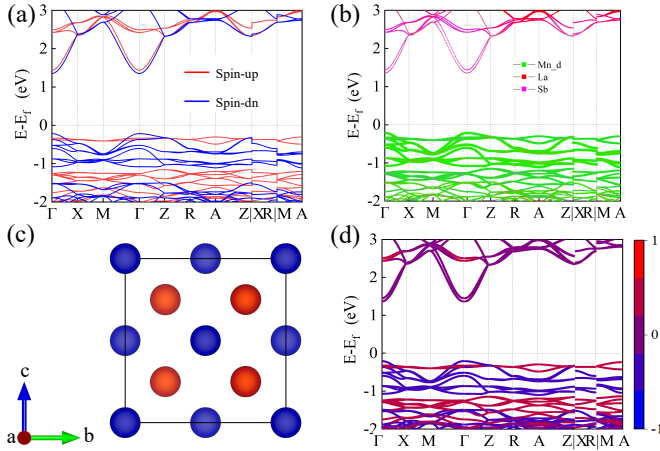 (a)
3
2
1
0
-1
-2
E-E_f (eV)
Spin-up
Spin-dn
Γ X M Γ Z R A Z|XR|M A
(b)
3
2
1
0
-1
-2
E-E_f (eV)
Mn_d
La
Sb
Γ X M Γ Z R A Z|XR|M A
(c)
c
a
b
(d)
3
2
1
0
-1
-2
E-E_f (eV)
Γ X M Γ Z R A Z|XR|M A
1
0
-1